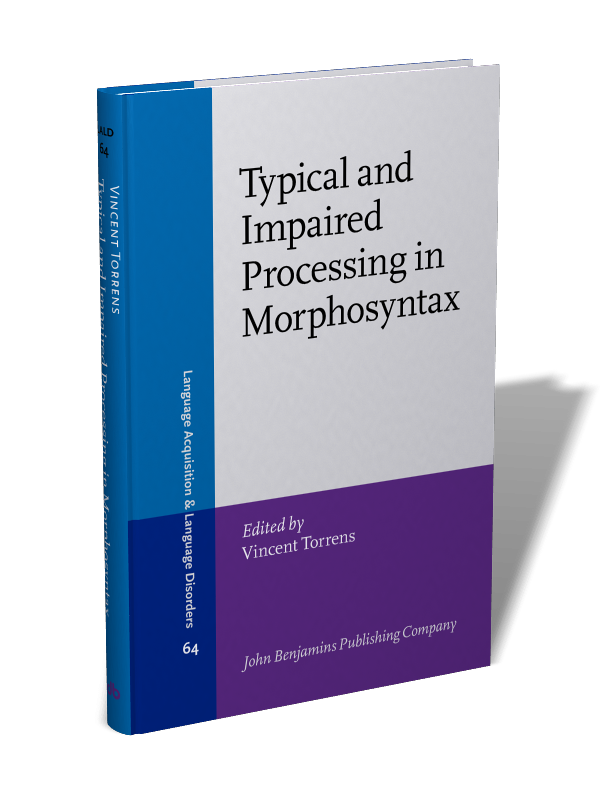 Typical and
Impaired
Processing in
Morphosyntax
Edited by
Vincent Torrens
John Benjamins Publishing Company
Language Acquisition & Language Disorders
64
LALD
64
VINCENT TORRENS
Typical and Impaired Processing in Morphosyntax